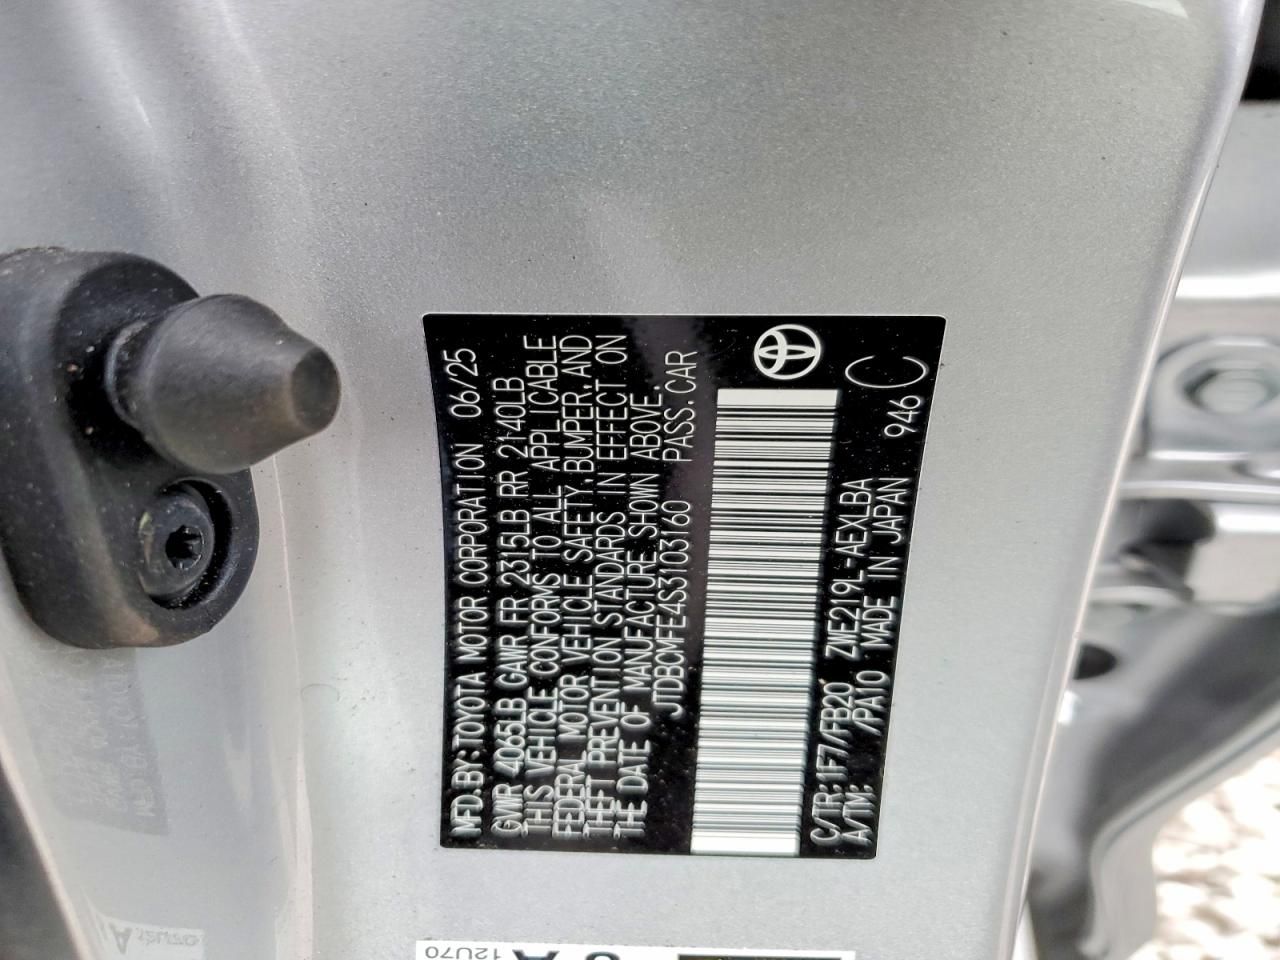 MFD.BY:TOYOTA MOTOR CORPORATION 06/25
GVWR 4065LB GAWR FR 2315LB RR 2140LB
THIS VEHICLE CONFORMS TO ALL APPLICABLE
FEDERAL MOTOR VEHICLE SAFETY, BUMPER, AND
THEFT PREVENTION STANDARDS IN EFFECT ON
THE DATE OF MANUFACTURE SHOWN ABOVE.
JTDBCMFE4S3103160 PASS.CAR
C/TR:1F7/FB20 ZWE219L-AEXLBA
A/TM: /PA10 MADE IN JAPAN 946 C
A
12U70